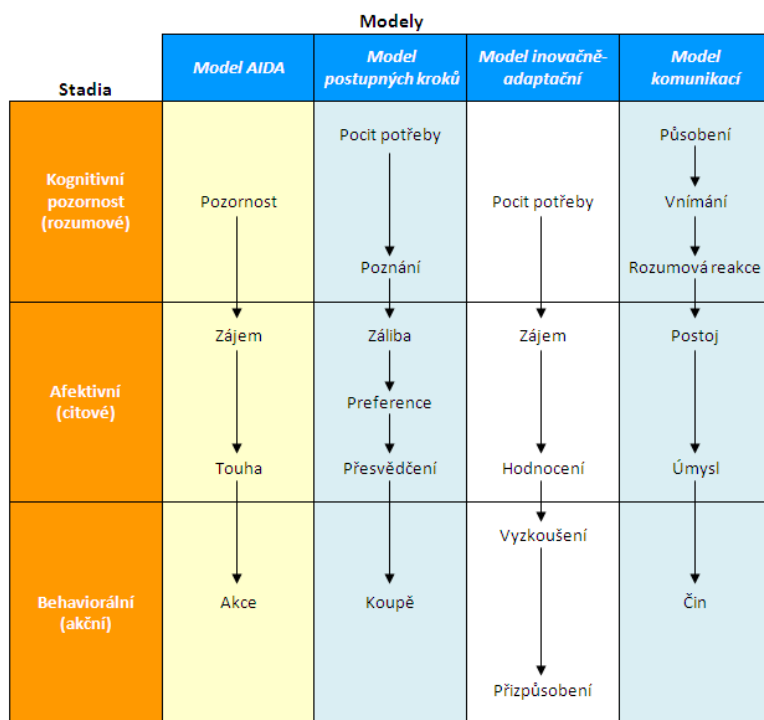 Modely
Stadia
Model AIDA
Model
postupných kroků
Model inovačně-
adaptační
Model
komunikací
Kognitivní
pozornost
(rozumové)
Pozornost
Pocit potřeby
Poznání
Pocit potřeby
Působení
Vnímání
Rozumová reakce
Afektivní
(citové)
Zájem
Touha
Záliba
Preference
Přesvědčení
Zájem
Hodnocení
Postoj
Úmysl
Behaviorální
(akční)
Akce
Koupě
Vyzkoušení
Přizpůsobení
Čin